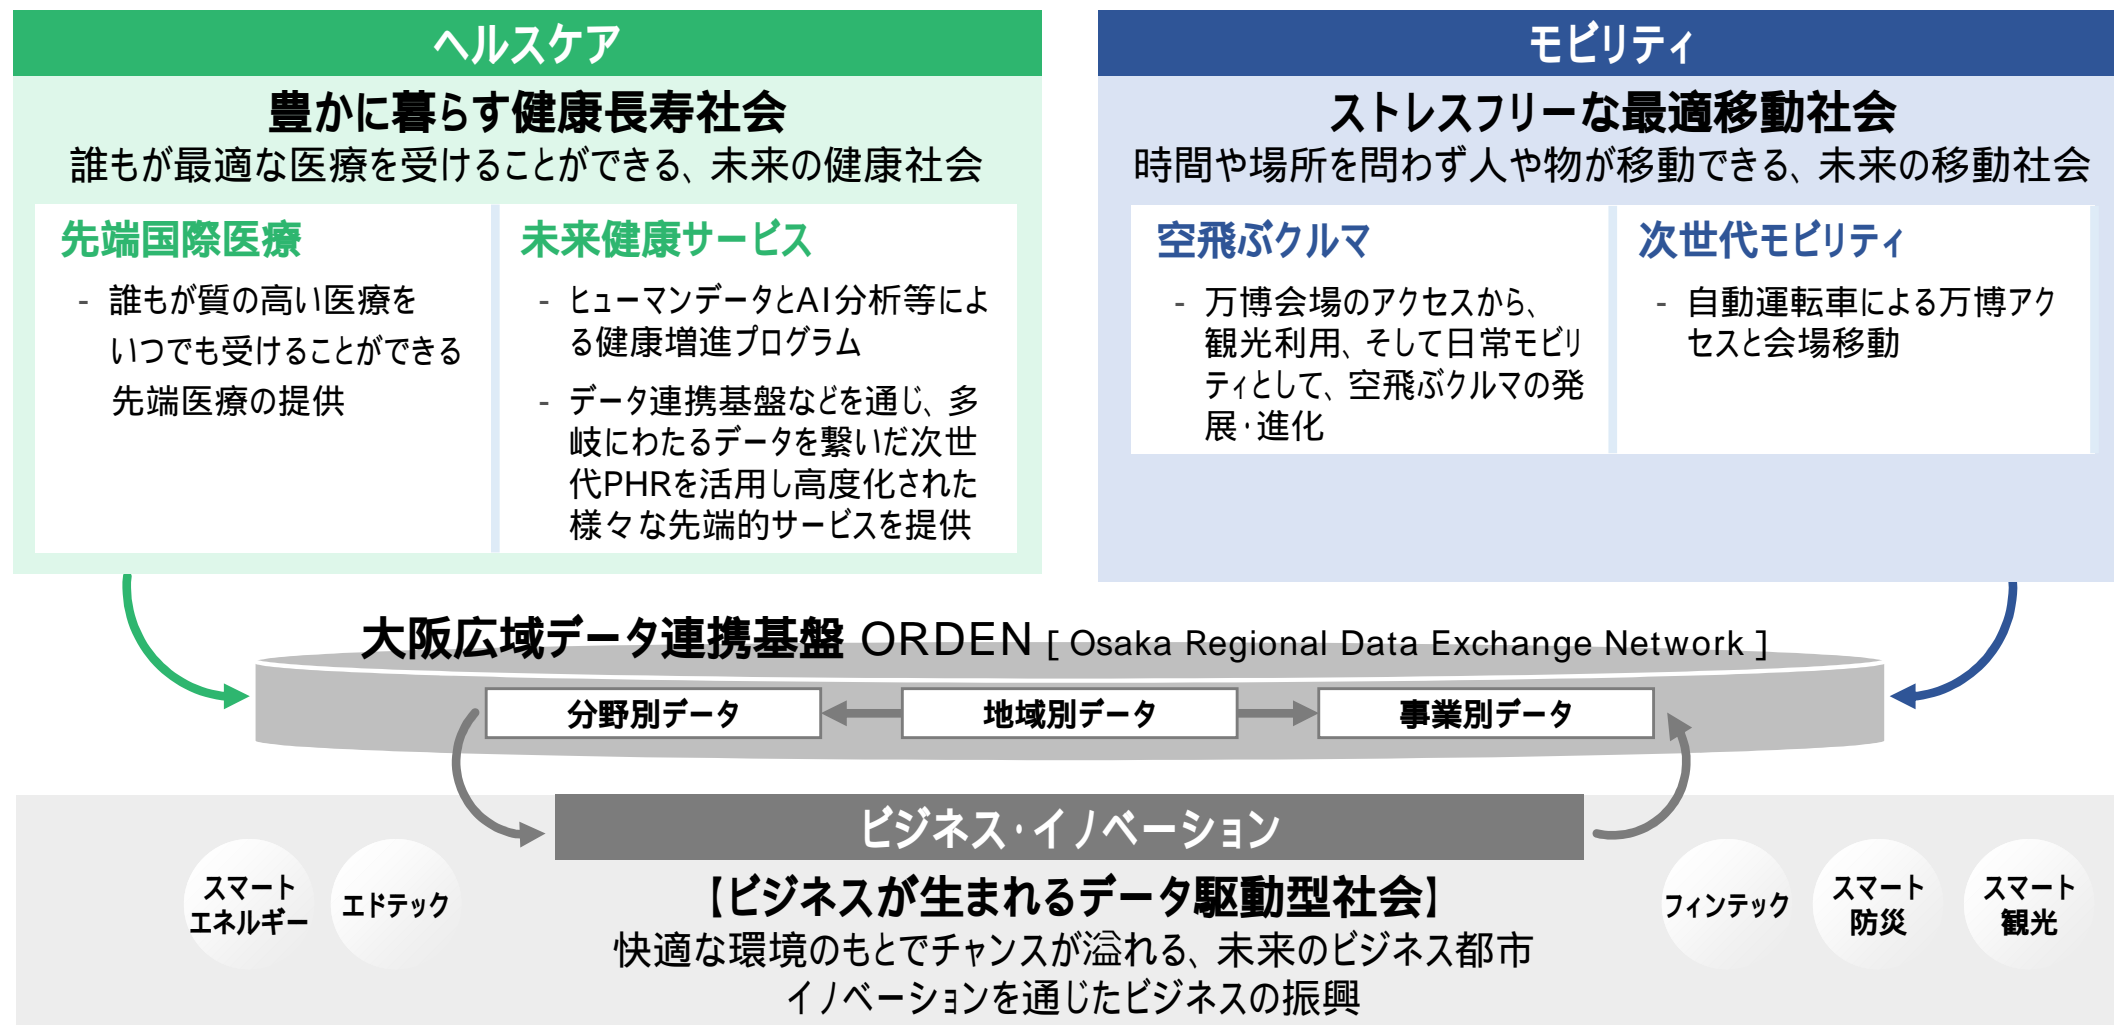 ヘルスケア
豊かに暮らす健康長寿社会
誰もが最適な医療を受けることができる、未来の健康社会
先端国際医療
- 誰もが質の高い医療を
いつでも受けることができる
先端医療の提供
未来健康サービス
- ヒューマンデータとAI分析等によ
る健康増進プログラム
- データ連携基盤などを通じ、多
岐にわたるデータを繋いだ次世
代PHRを活用し高度化された
様々な先端的サービスを提供
モビリティ
ストレスフリーな最適移動社会
時間や場所を問わず人や物が移動できる、未来の移動社会
空飛ぶクルマ
- 万博会場のアクセスから、
観光利用、そして日常モビリ
ティとして、空飛ぶクルマの発
展・進化
次世代モビリティ
- 自動運転車による万博アク
セスと会場移動
大阪広域データ連携基盤 ORDEN [ Osaka Regional Data Exchange Network ]
分野別データ
地域別データ
事業別データ
ビジネス・イノベーション
【ビジネスが生まれるデータ駆動型社会】
快適な環境のもとでチャンスが溢れる、未来のビジネス都市
イノベーションを通じたビジネスの振興
スマート
エネルギー
エドテック
フィンテック
スマート
防災
スマート
観光